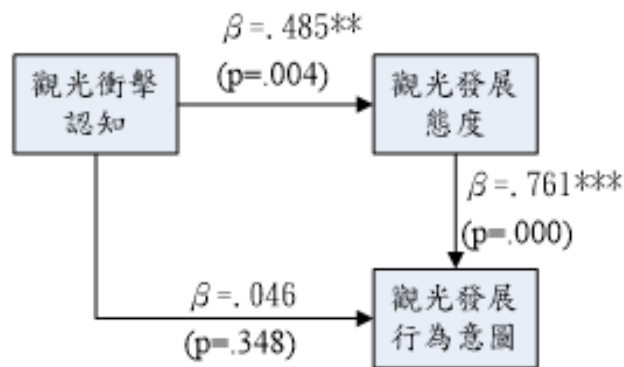 β=.485**
(p=.004)
觀光衝擊
認知
觀光發展
態度
β=.761***
(p=.000)
β=.046
(p=.348)
觀光發展
行為意圖